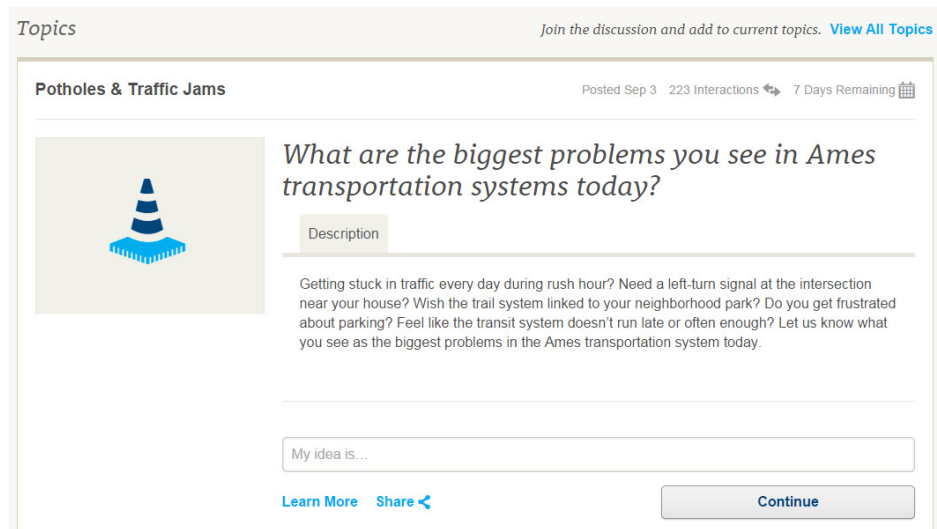 Topics
Join the discussion and add to current topics. View All Topics
Potholes & Traffic Jams
Posted Sep 3 223 Interactions 7 Days Remaining
What are the biggest problems you see in Ames
transportation systems today?
Description
Getting stuck in traffic every day during rush hour? Need a left-turn signal at the intersection
near your house? Wish the trail system linked to your neighborhood park? Do you get frustrated
about parking? Feel like the transit system doesn't run late or often enough? Let us know what
you see as the biggest problems in the Ames transportation system today.
My idea is...
Learn More Share
Continue